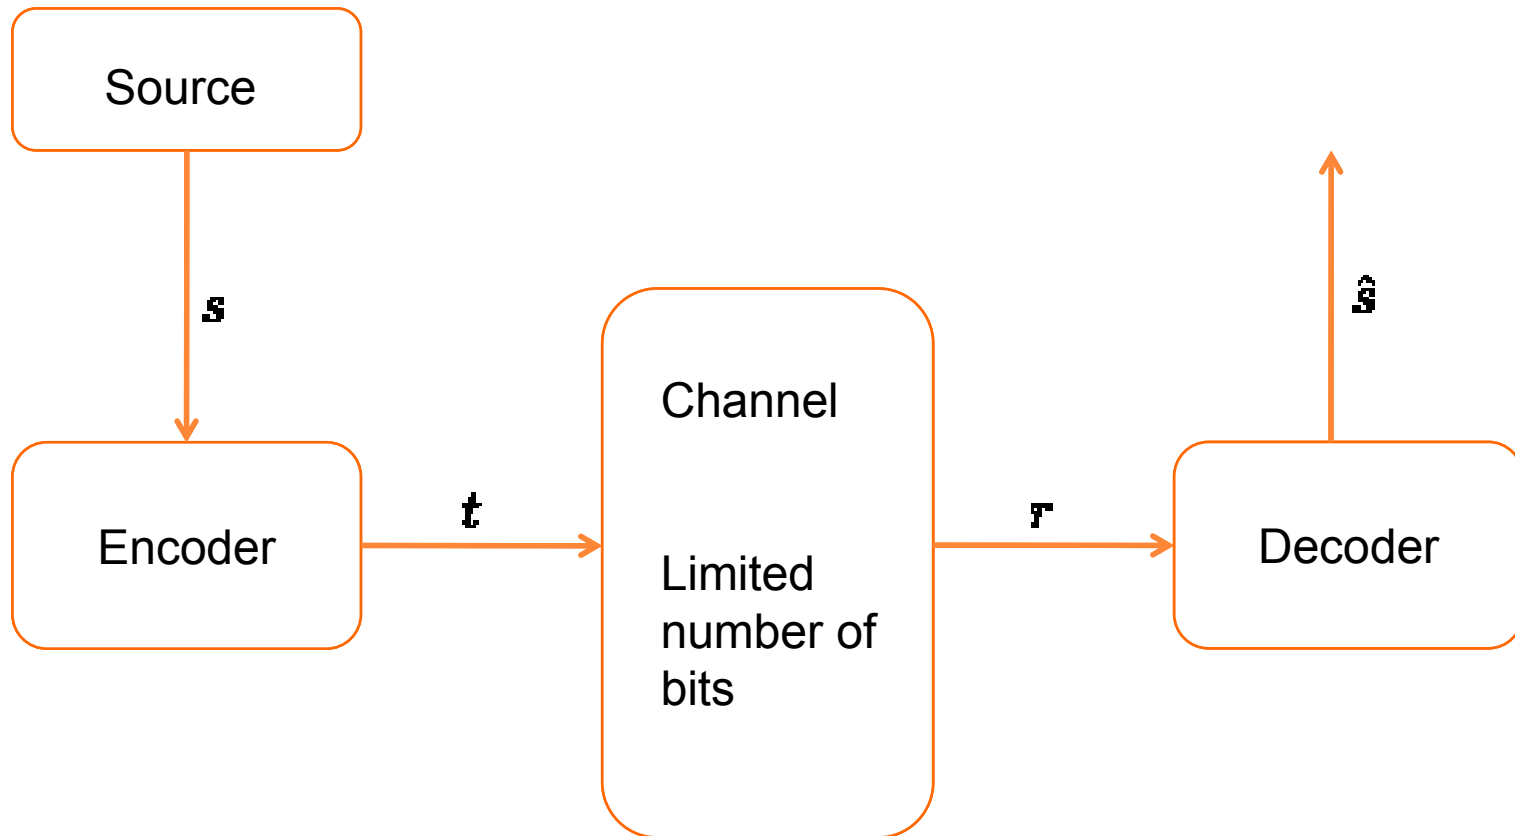 Source
s
ŝ
Channel
t
r
Encoder
Decoder
Limited
number of
bits